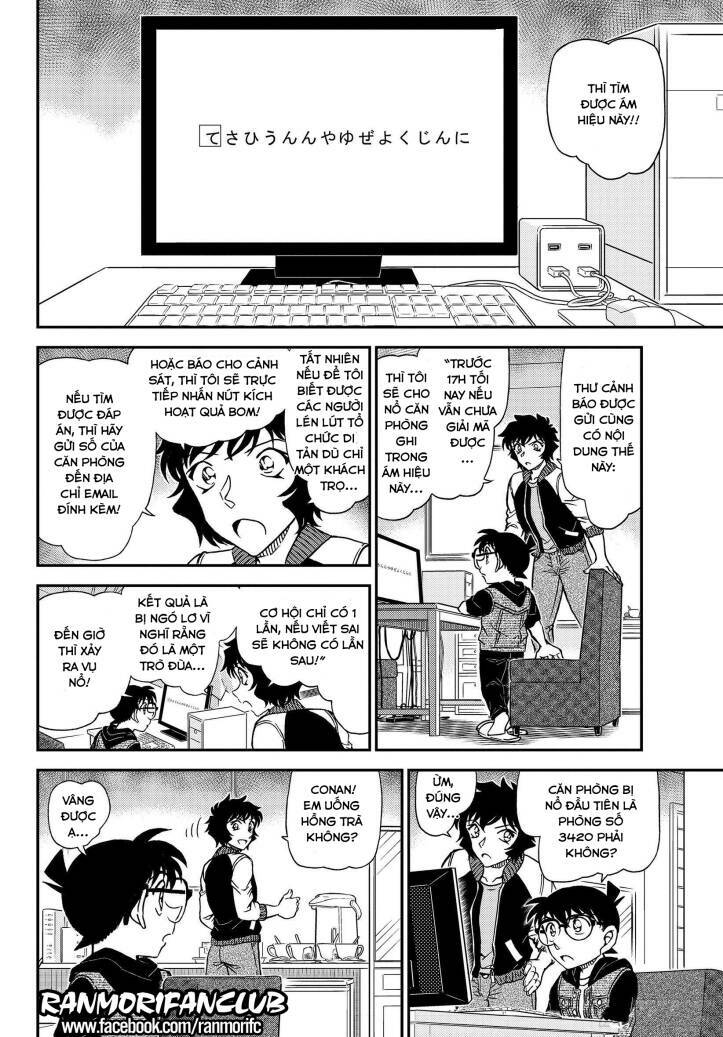 THÌ TÌM
ĐƯỢC ÁM
HIỆU NÀY!!
てさひうんんやゆぜよくじんに
THƯ CẢNH
BÁO ĐƯỢC
GỬI CÙNG
CÓ NỘI
DUNG THẾ
NÀY:
“TRƯỚC
17H TỐI
NAY NẾU
VẪN CHƯA
GIẢI MÃ
ĐƯỢC
...
THÌ TÔI
SẼ CHO
NỔ CĂN
PHÒNG
GHI
TRONG
ÁM HIỆU
NÀY...
TẤT NHIÊN
NẾU ĐỂ TÔI
BIẾT ĐƯỢC
CÁC NGƯỜI
LÉN LÚT TỔ
CHỨC DI
TẢN DÙ CHỈ
MỘT KHÁCH
TRỌ...
HOẶC BÁO CHO CẢNH
SÁT, THÌ TÔI SẼ TRỰC
TIẾP NHẤN NÚT KÍCH
HOẠT QUẢ BOM!
NẾU TÌM
ĐƯỢC ĐÁP
ÁN, THÌ HÃY
GỬI SỐ CỦA
CĂN PHÒNG
ĐẾN ĐỊA
CHỈ EMAIL
ĐÍNH KÈM!
CƠ HỘI CHỈ CÓ 1
LẦN, NẾU VIẾT SAI
SẼ KHÔNG CÓ LẦN
SAU!”
KẾT QUẢ LÀ
BỊ NGÓ LƠ VÌ
NGHĨ RẰNG
ĐÓ LÀ MỘT
TRÒ ĐÙA...
ĐẾN GIỜ
THÌ XẢY
RA VỤ
NỔ!
CĂN PHÒNG BỊ
NỔ ĐẦU TIÊN LÀ
PHÒNG SỐ
3420 PHẢI
KHÔNG?
ỪM,
ĐÚNG
VẬY...
CONAN!
EM UỐNG
HỒNG TRÀ
KHÔNG?
VÂNG
ĐƯỢC
Ạ...
RANMORIFANCLUB
www.facebook.com/ranmorifc